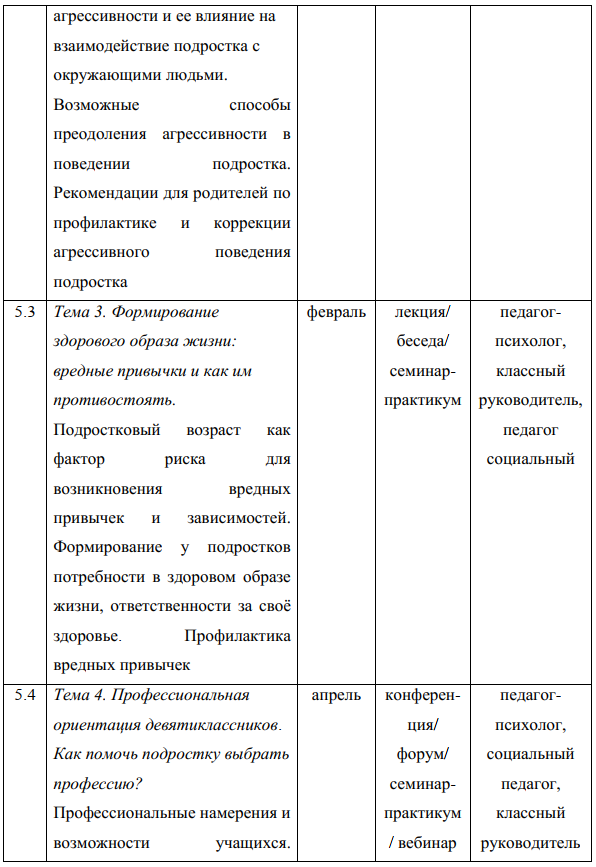 агрессивности и ее влияние на
взаимодействие подростка с
окружающими людьми.
Возможные способы
преодоления агрессивности в
поведении подростка.
Рекомендации для родителей по
профилактике и коррекции
агрессивного поведения
подростка
5.3
Тема 3. Формирование
здорового образа жизни:
вредные привычки и как им
противостоять.
Подростковый возраст как
фактор риска для
возникновения вредных
привычек и зависимостей.
Формирование у подростков
потребности в здоровом образе
жизни, ответственности за своё
здоровье. Профилактика
вредных привычек
февраль
лекция/
беседа/
семинар-
практикум
педагог-
психолог,
классный
руководитель,
педагог
социальный
5.4
Тема 4. Профессиональная
ориентация девятиклассников.
Как помочь подростку выбрать
профессию?
Профессиональные намерения и
возможности учащихся.
апрель
конферен-
ция/
форум/
семинар-
практикум
/ вебинар
педагог-
психолог,
социальный
педагог,
классный
руководитель